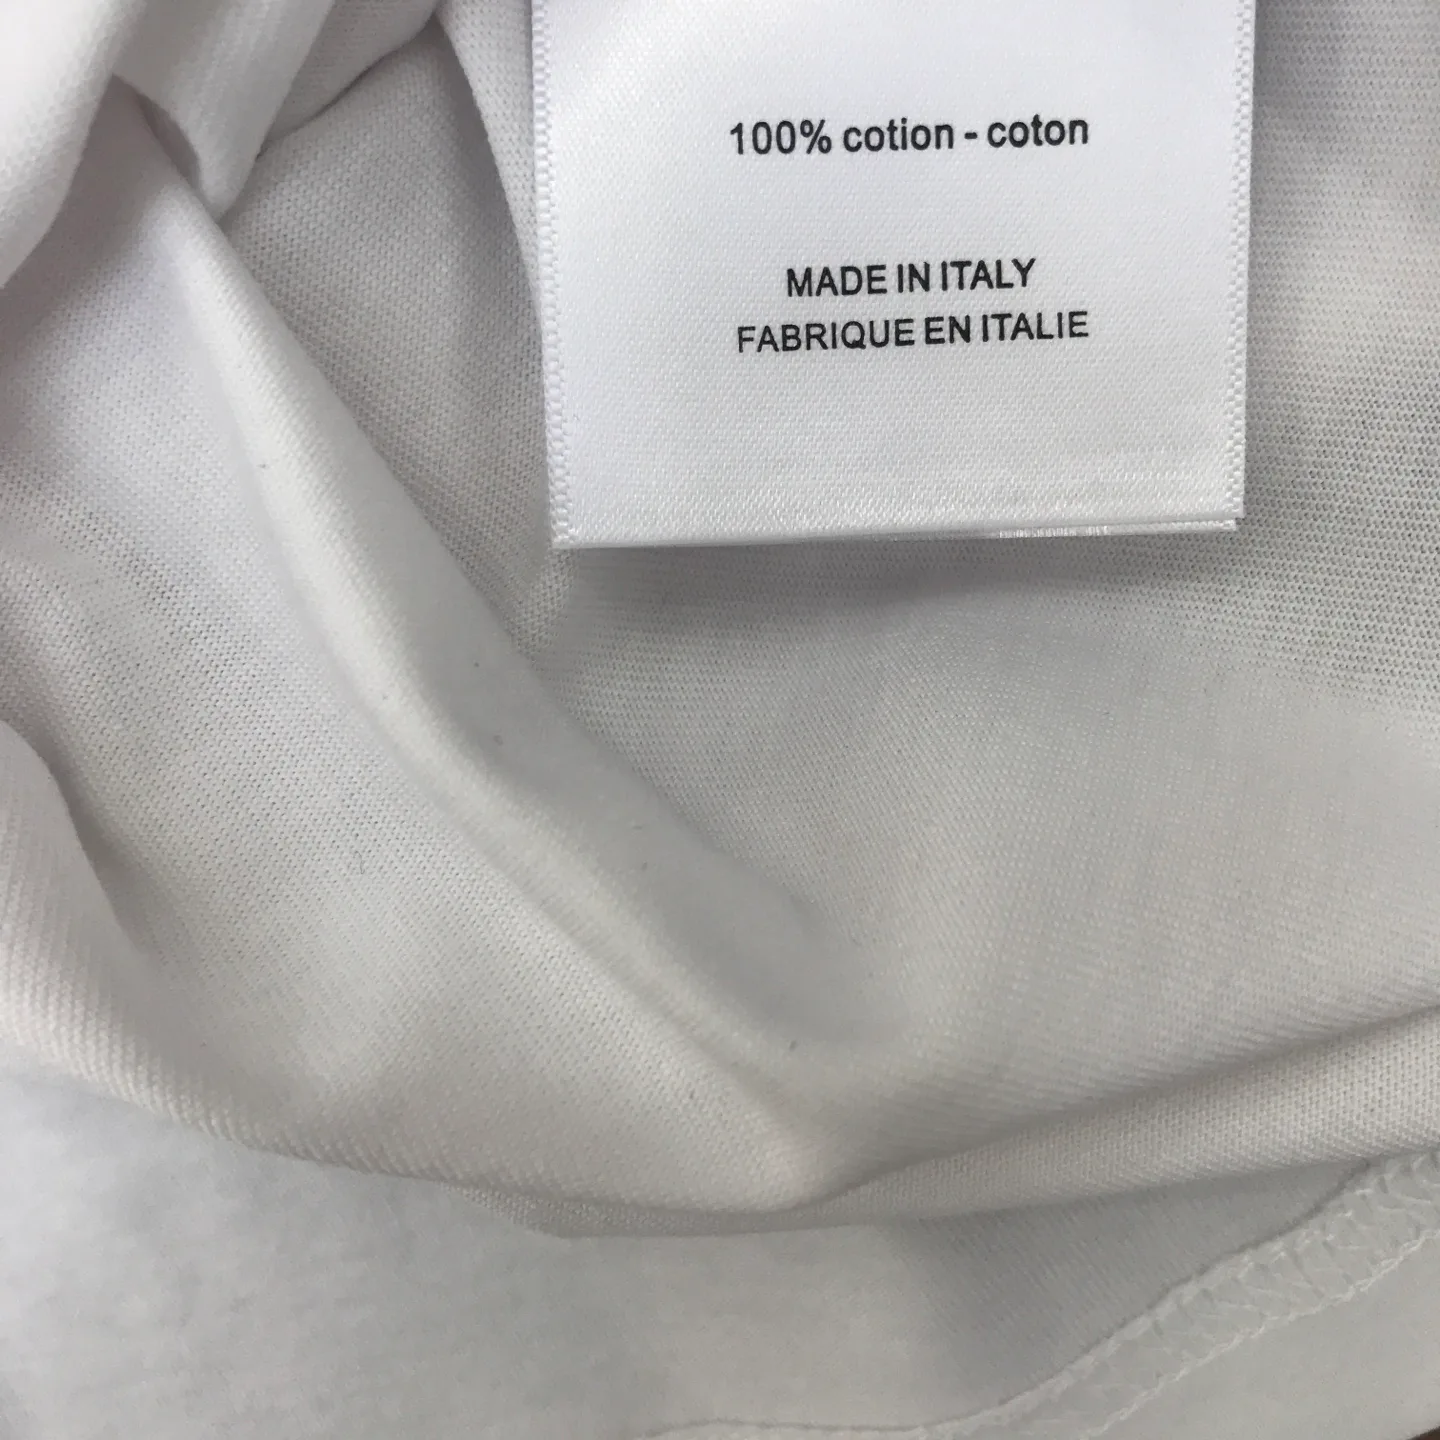 100% cotion - coton
MADE IN ITALY
FABRIQUE EN ITALIE